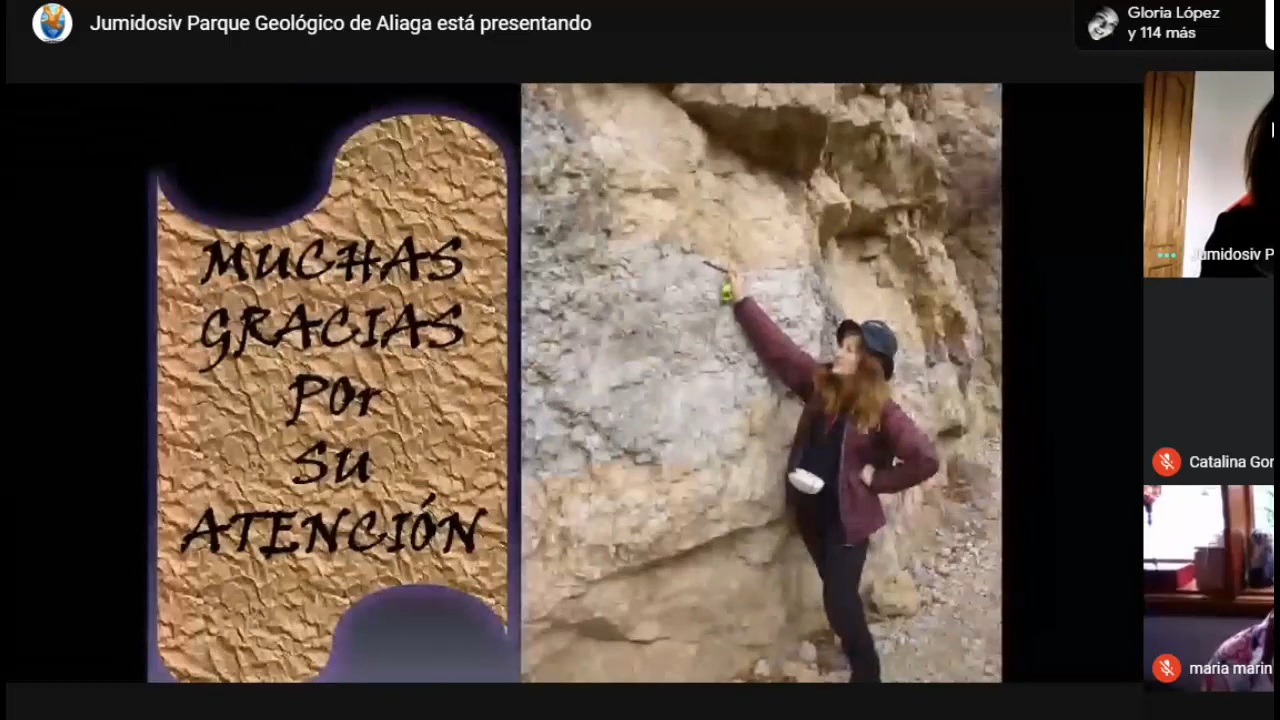 Jumidosiv Parque Geológico de Aliaga está presentando
Gloria López
y 114 más
MUCHAS
GRACIAS
POr
SU
ATENCIÓN
Jumidosiv P
Catalina Gor
maria marin